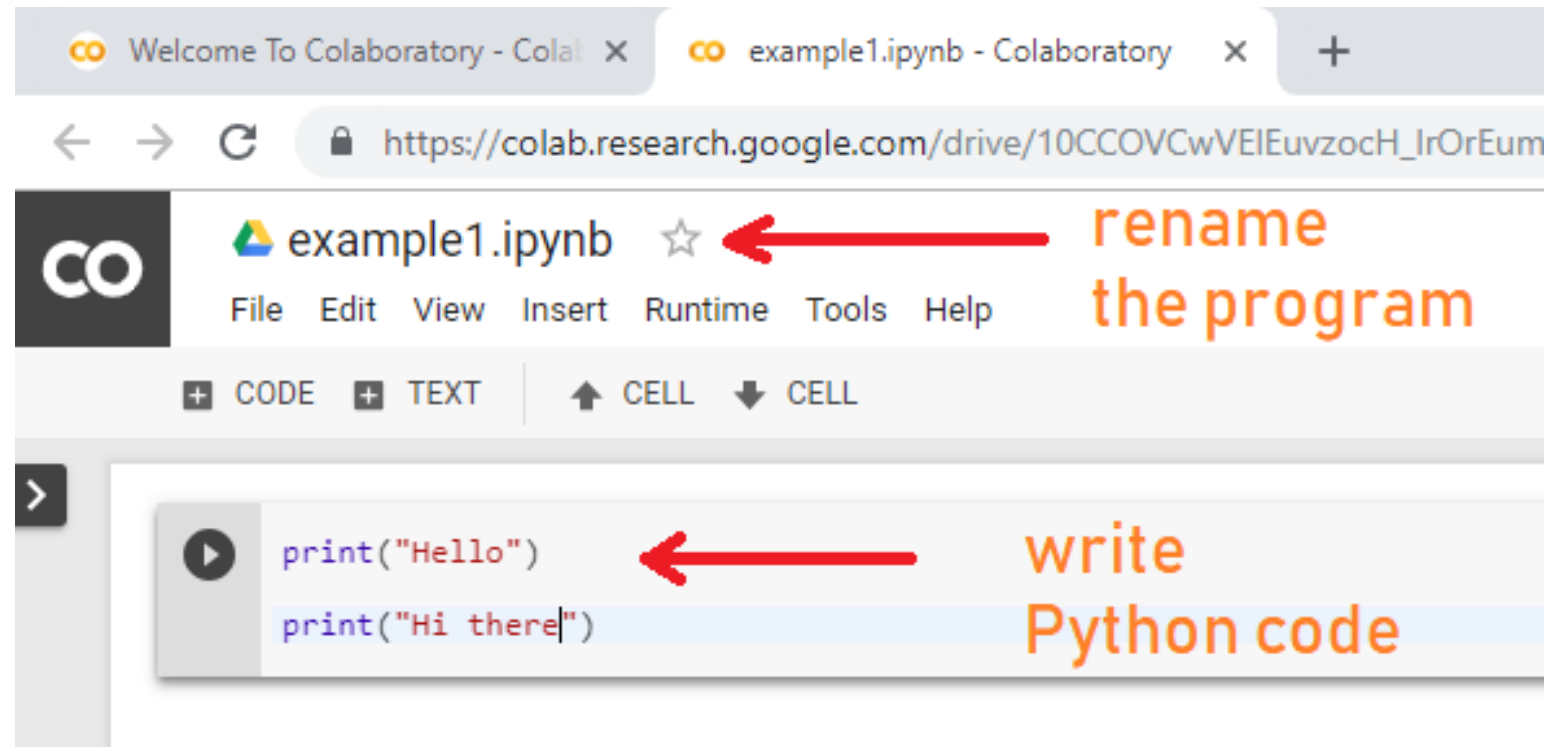 Welcome To Colaboratory - Colab
example1.ipynb - Colaboratory
https://colab.research.google.com/drive/10CCOVCwVElEuvzocH_IrOrEum
CO
example1.ipynb
rename
the program
File Edit View Insert Runtime Tools Help
CODE TEXT CELL CELL
print("Hello")
print("Hi there")
write
Python code